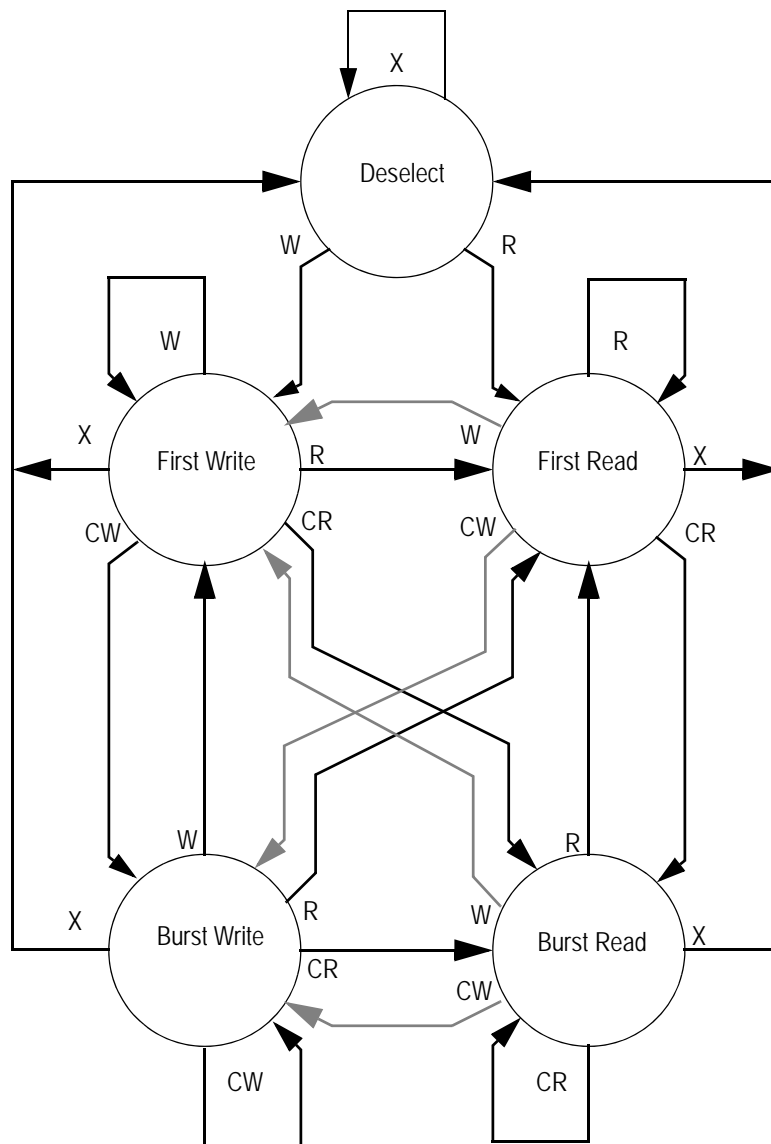 X
Deselect
W
R
W
R
X
W
First Write
R
First Read
X
CW
CR
CW
CR
W
R
X
R
W
Burst Write
Burst Read
X
CR
CW
CW
CR